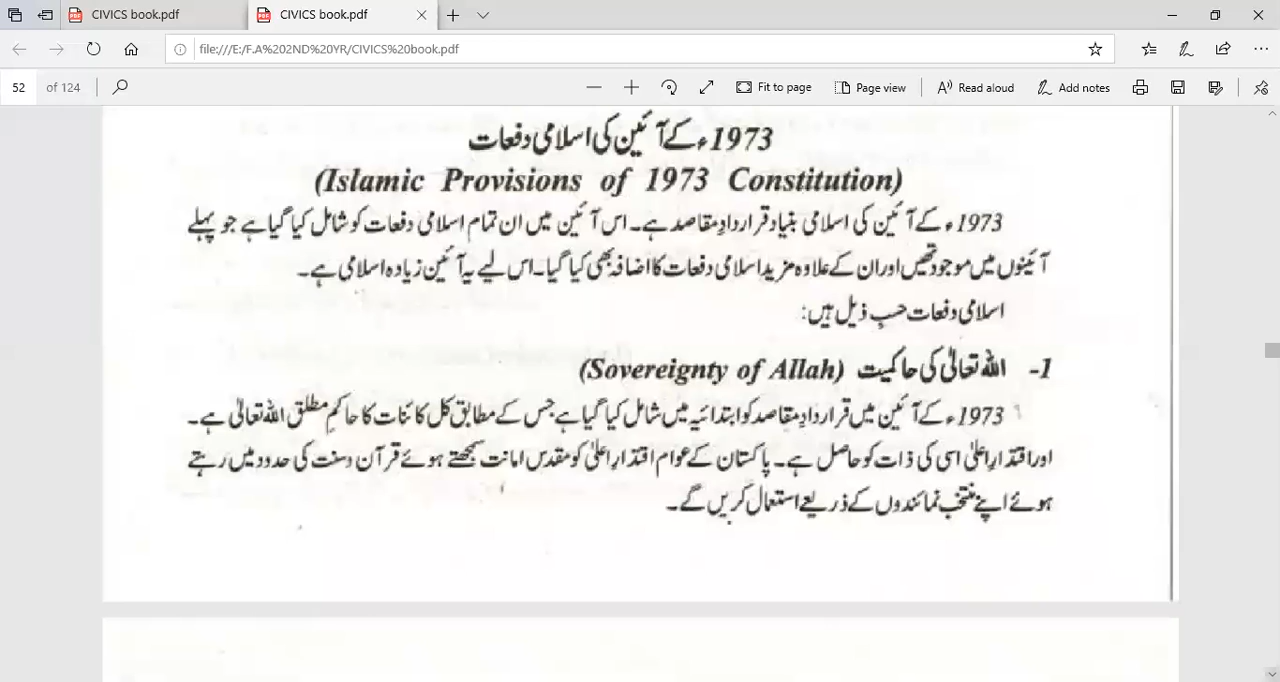 CIVICS book.pdf
CIVICS book.pdf
file:///E:/F.A%202ND%20YR/CIVICS%20book.pdf
52 of 124
Fit to page
Page view
Read aloud
Add notes
1973ء کے آئین کی اسلامی دفعات
(Islamic Provisions of 1973 Constitution)
1973ء کے آئین کی اسلامی بنیاد قراردادِ مقاصد ہے۔ اس آئین میں ان تمام اسلامی دفعات کو شامل کیا گیا ہے جو پہلے
آئینوں میں موجود تھیں اور ان کے علاوہ مزید اسلامی دفعات کا اضافہ بھی کیا گیا۔ اس لیے یہ آئین زیادہ اسلامی ہے۔
اسلامی دفعات حسبِ ذیل ہیں:
1- اللہ تعالیٰ کی حاکمیت (Sovereignty of Allah)
1973ء کے آئین میں قراردادِ مقاصد کو ابتدائیہ میں شامل کیا گیا ہے جس کے مطابق کل کائنات کا حاکمِ مطلق اللہ تعالیٰ ہے۔
اور اقتدارِ اعلیٰ اسی کی ذات کو حاصل ہے۔ پاکستان کے عوام اقتدارِ اعلیٰ کو مقدس امانت سمجھتے ہوئے قرآن و سنت کی حدود میں رہتے
ہوئے اپنے منتخب نمائندوں کے ذریعے استعمال کریں گے۔